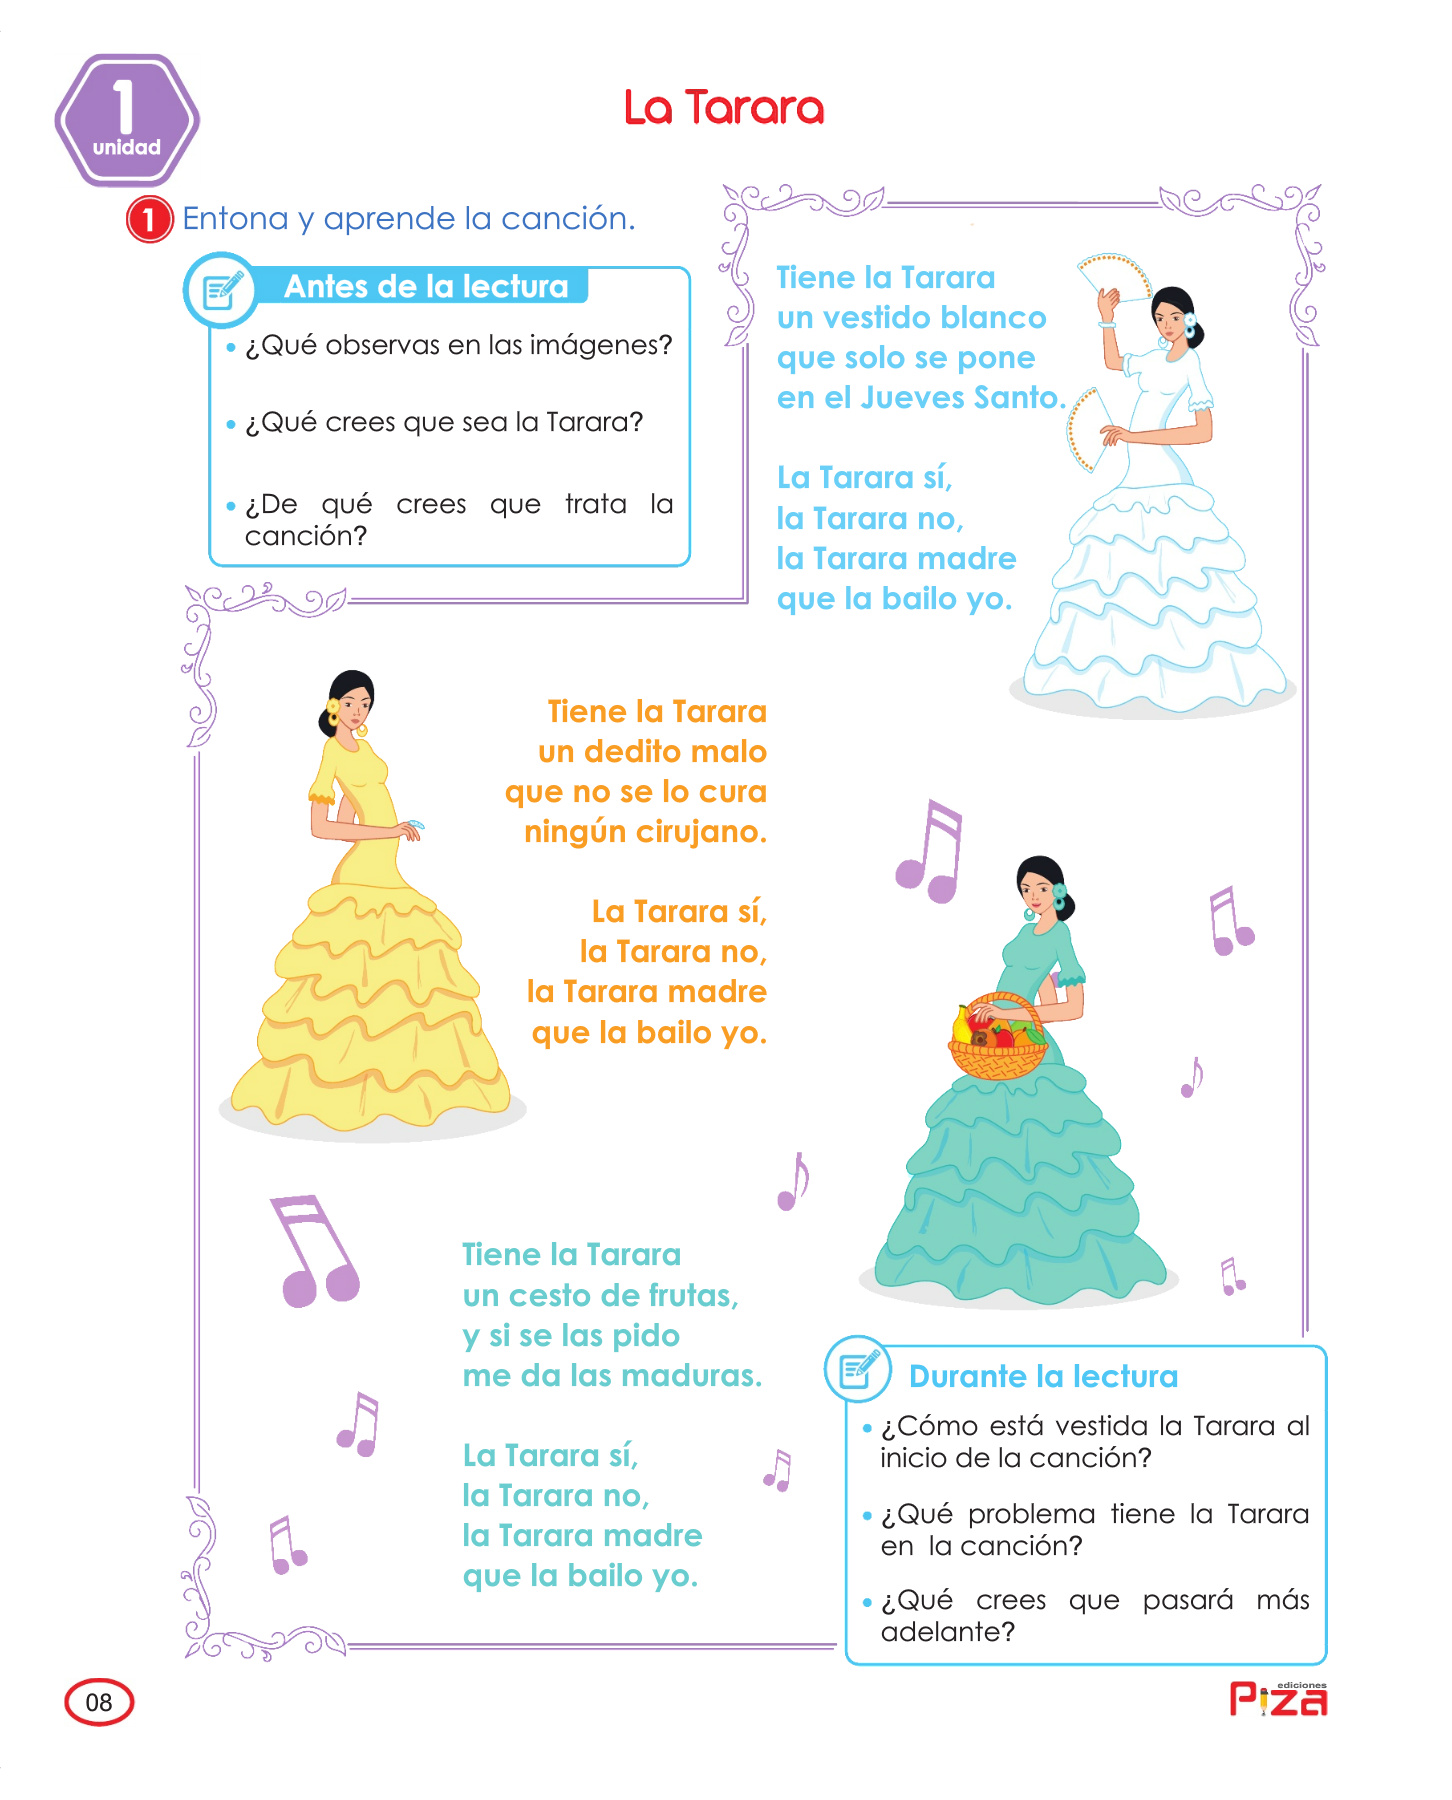 1
unidad
La Tarara
1 Entona y aprende la canción.
Antes de la lectura
• ¿Qué observas en las imágenes?
• ¿Qué crees que sea la Tarara?
• ¿De qué crees que trata la
canción?
Tiene la Tarara
un vestido blanco
que solo se pone
en el Jueves Santo.
La Tarara sí,
la Tarara no,
la Tarara madre
que la bailo yo.
Tiene la Tarara
un dedito malo
que no se lo cura
ningún cirujano.
La Tarara sí,
la Tarara no,
la Tarara madre
que la bailo yo.
Tiene la Tarara
un cesto de frutas,
y si se las pido
me da las maduras.
La Tarara sí,
la Tarara no,
la Tarara madre
que la bailo yo.
Durante la lectura
• ¿Cómo está vestida la Tarara al
inicio de la canción?
• ¿Qué problema tiene la Tarara
en la canción?
• ¿Qué crees que pasará más
adelante?
08
ediciones
Piza